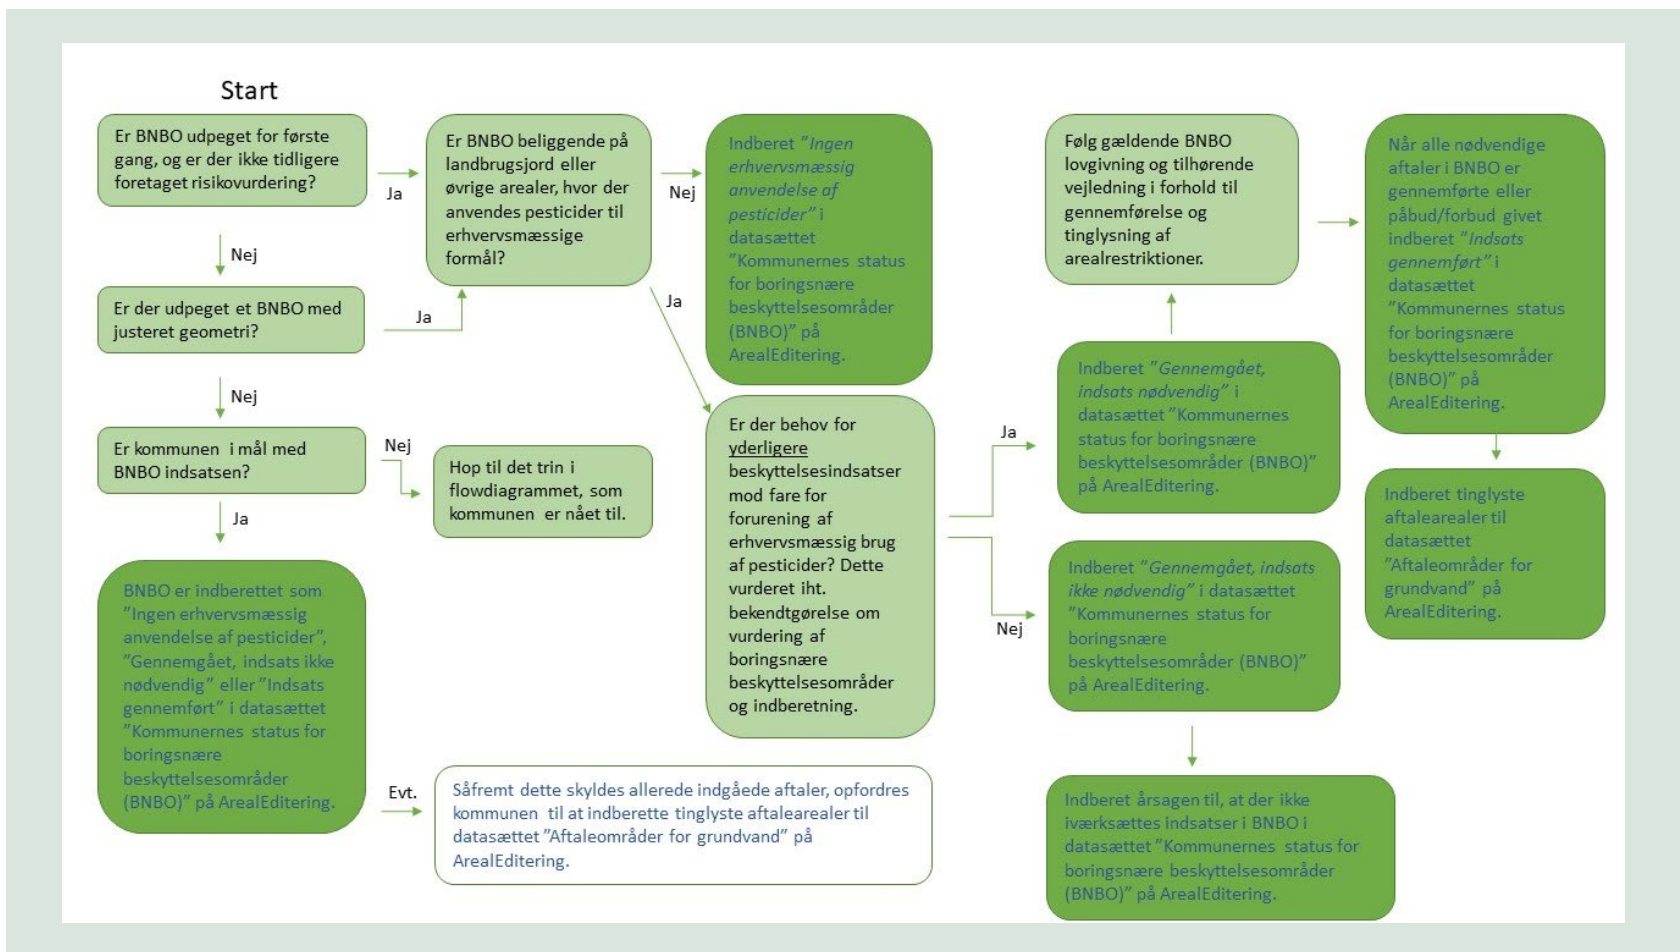 Start
Er BNBO udpeget for første
gang, og er der ikke tidligere
foretaget risikovurdering?
Ja
Nej
Er der udpeget et BNBO med
justeret geometri?
Ja
Nej
Er kommunen i mål med
BNBO indsatsen?
Nej
Hop til det trin i
flowdiagrammet, som
kommunen er nået til.
Ja
BNBO er indberettet som
"Ingen erhvervsmæssig
anvendelse af pesticider",
"Gennemgået, indsats ikke
nødvendig" eller "Indsats
gennemført" i datasættet
"Kommunernes status for
boringsnære
beskyttelsesområder
(BNBO)" på ArealEditering.
Evt.
Såfremt dette skyldes allerede indgåede aftaler, opfordres
kommunen til at indberette tinglyste aftalearealer til
datasættet "Aftaleområder for grundvand" på
ArealEditering.
Er BNBO beliggende på
landbrugsjord eller
øvrige arealer, hvor der
anvendes pesticider til
erhvervsmæssige
formål?
Nej
Ja
Indberet "Ingen
erhvervsmæssig
anvendelse af
pesticider" i
datasættet
"Kommunernes status
for boringsnære
beskyttelsesområder
(BNBO)" på
ArealEditering.
Er der behov for
yderligere
beskyttelsesindsatser
mod fare for
forurening af
erhvervsmæssig brug
af pesticider? Dette
vurderet iht.
bekendtgørelse om
vurdering af
boringsnære
beskyttelsesområder
og indberetning.
Ja
Nej
Følg gældende BNBO
lovgivning og tilhørende
vejledning i forhold til
gennemførelse og
tinglysning af
arealrestriktioner.
Indberet "Gennemgået,
indsats nødvendig" i
datasættet "Kommunernes
status for boringsnære
beskyttelsesområder (BNBO)"
på ArealEditering.
Indberet "Gennemgået, indsats
ikke nødvendig" i datasættet
"Kommunernes status for
boringsnære
beskyttelsesområder (BNBO)"
på ArealEditering.
Indberet årsagen til, at der ikke
iværksættes indsatser i BNBO i
datasættet "Kommunernes status for
boringsnære beskyttelsesområder
(BNBO)" på ArealEditering.
Når alle nødvendige
aftaler i BNBO er
gennemførte eller
påbud/forbud givet
indberet "Indsats
gennemført" i
datasættet
"Kommunernes status
for boringsnære
beskyttelsesområder
(BNBO)" på
ArealEditering.
Indberet tinglyste
aftalearealer til
datasættet
"Aftaleområder for
grundvand" på
ArealEditering.